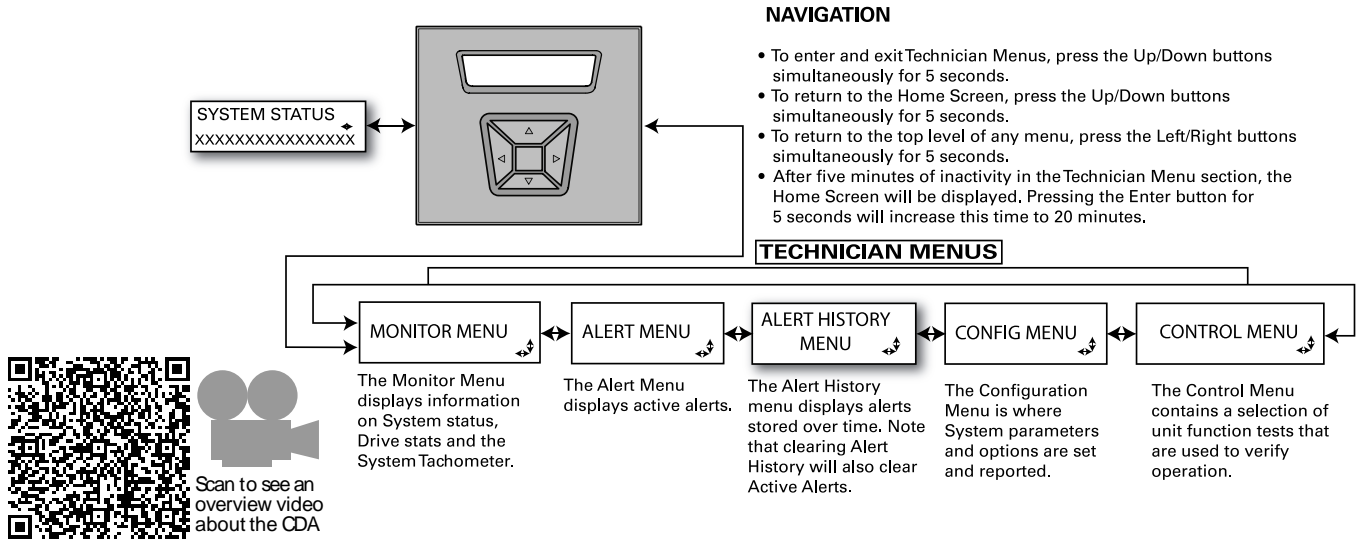 NAVIGATION
• To enter and exit Technician Menus, press the Up/Down buttons
simultaneously for 5 seconds.
• To return to the Home Screen, press the Up/Down buttons
simultaneously for 5 seconds.
• To return to the top level of any menu, press the Left/Right buttons
simultaneously for 5 seconds.
• After five minutes of inactivity in the Technician Menu section, the
Home Screen will be displayed. Pressing the Enter button for
5 seconds will increase this time to 20 minutes.
SYSTEM STATUS
XXXXXXXXXXXXXXXX
TECHNICIAN MENUS
MONITOR MENU
The Monitor Menu
displays information
on System status,
Drive stats and the
System Tachometer.
ALERT MENU
The Alert Menu
displays active alerts.
ALERT HISTORY
MENU
The Alert History
menu displays alerts
stored over time. Note
that clearing Alert
History will also clear
Active Alerts.
CONFIG MENU
The Configuration
Menu is where
System parameters
and options are set
and reported.
CONTROL MENU
The Control Menu
contains a selection of
unit function tests that
are used to verify
operation.
Scan to see an
overview video
about the CDA